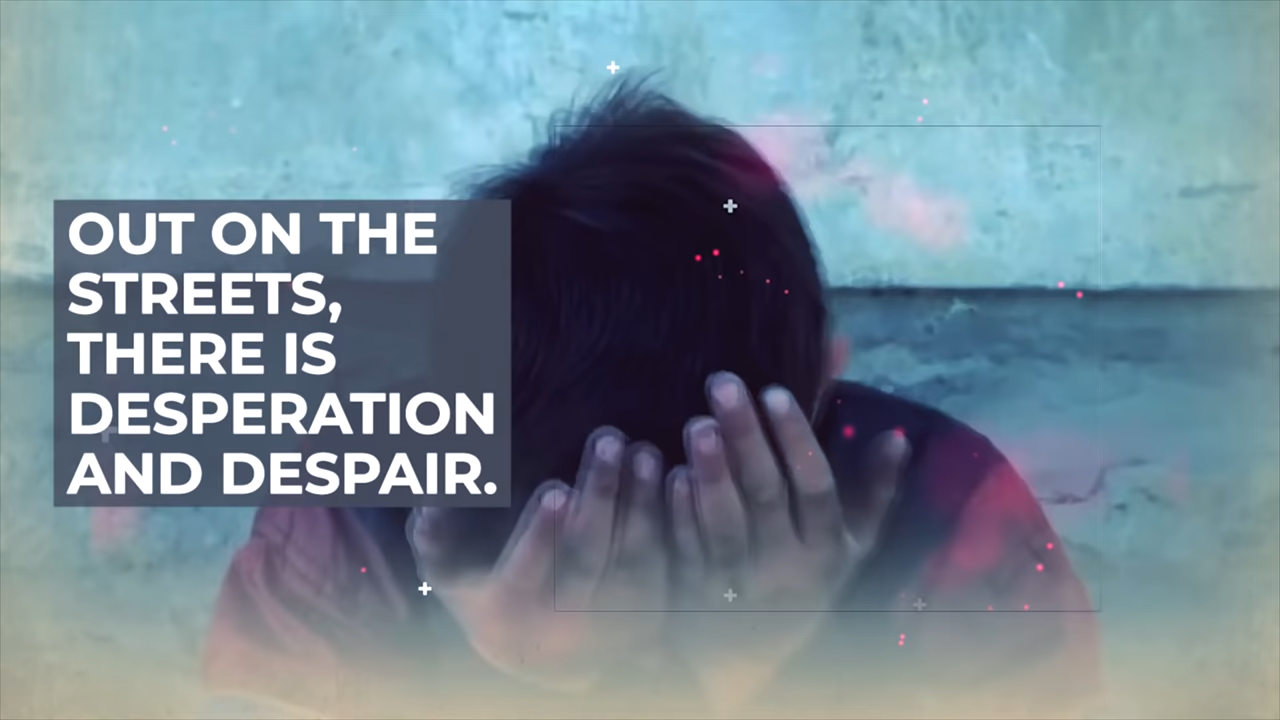 OUT ON THE
STREETS,
THERE IS
DESPERATION
AND DESPAIR.